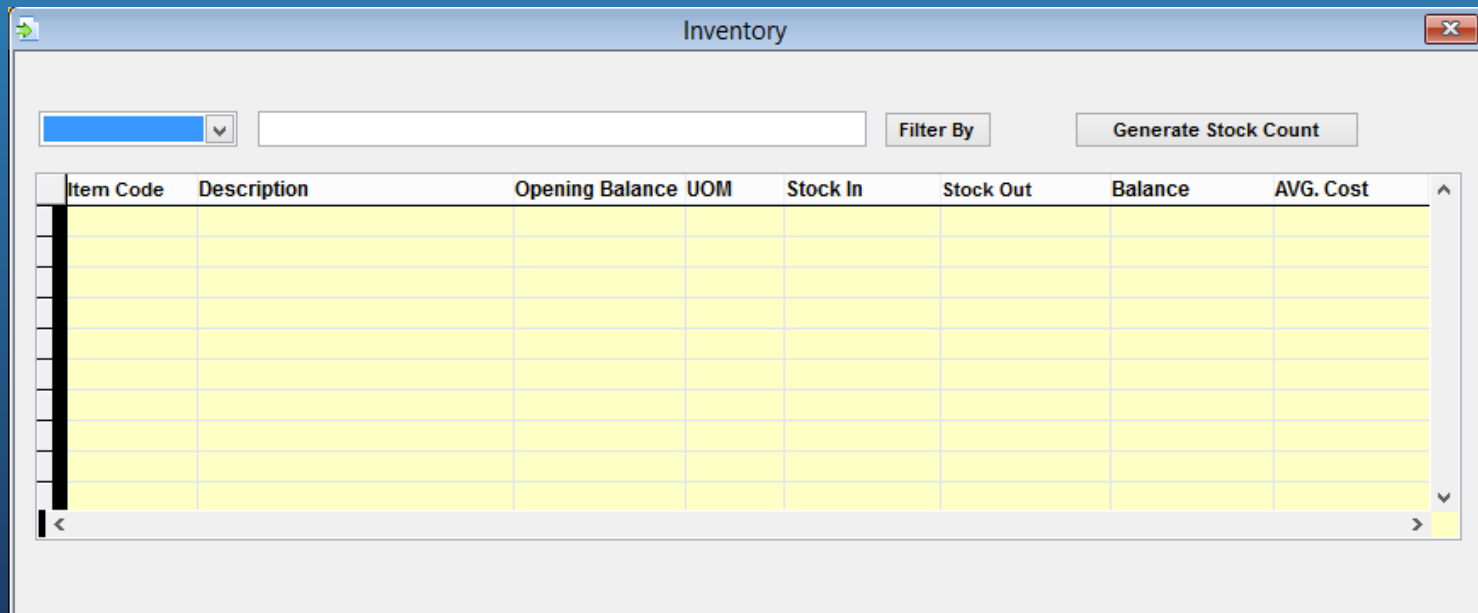 Inventory
Filter By Generate Stock Count
Item Code Description Opening Balance UOM Stock In Stock Out Balance AVG. Cost